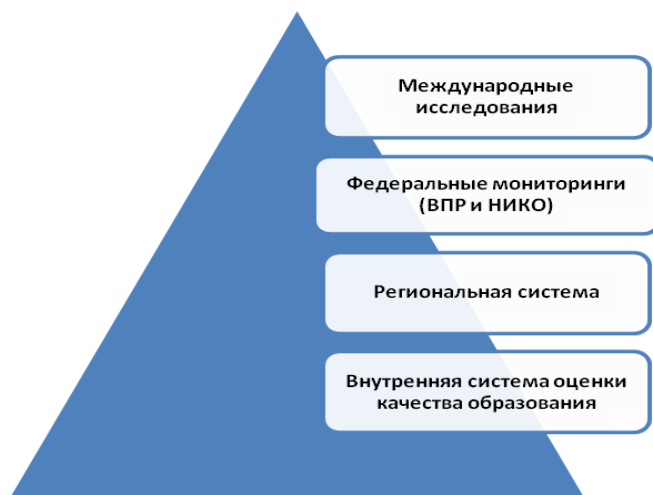 Международные
исследования
Федеральные мониторинги
(ВПР и НИКО)
Региональная система
Внутренняя система оценки
качества образования